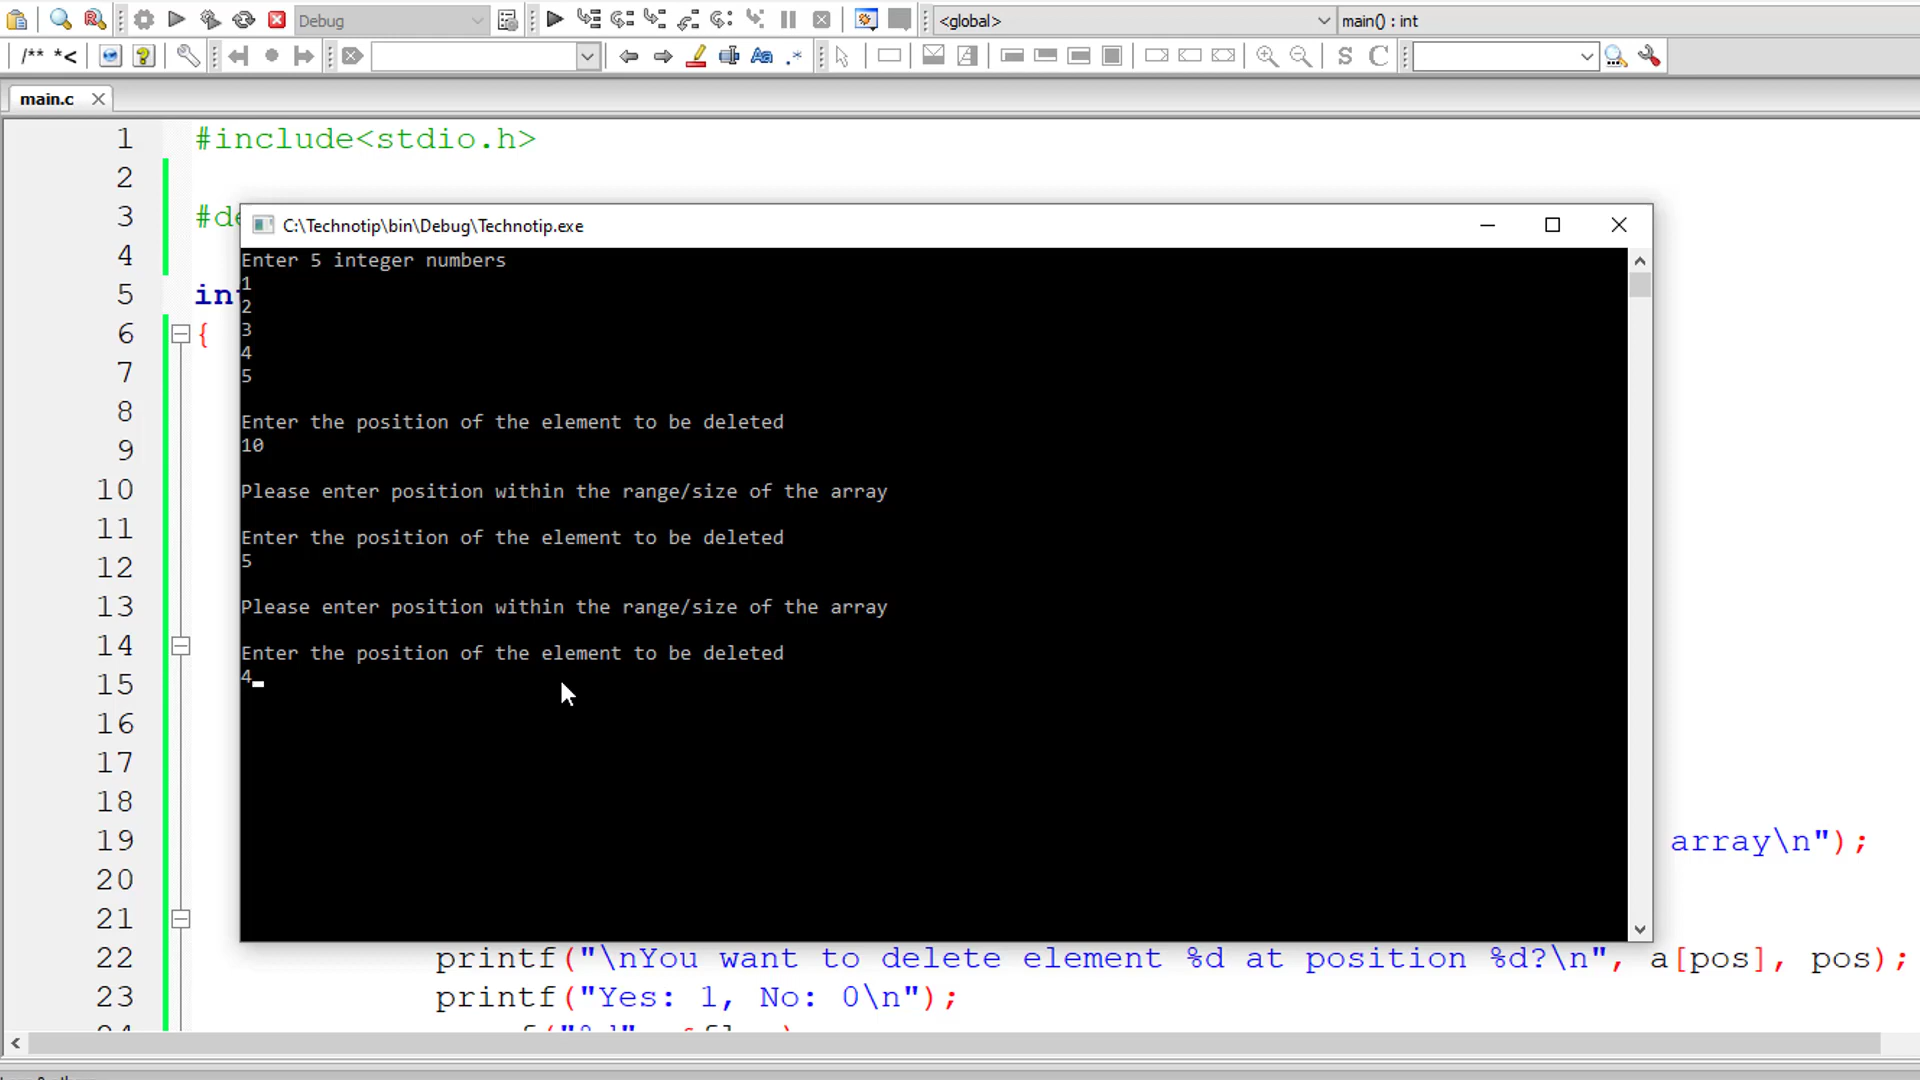 Debug
<global>
main() : int
/** *<
Aa
.*
S
C
main.c
1
#include<stdio.h>
2
3
#de
4
C:\Technotip\bin\Debug\Technotip.exe
5
int
6
{
7
8
9
10
11
12
13
14
15
16
17
18
19
array\n");
20
21
22
printf("\nYou want to delete element %d at position %d?\n", a[pos], pos);
23
printf("Yes: 1, No: 0\n");
Enter 5 integer numbers
1
2
3
4
5
Enter the position of the element to be deleted
10
Please enter position within the range/size of the array
Enter the position of the element to be deleted
5
Please enter position within the range/size of the array
Enter the position of the element to be deleted
4